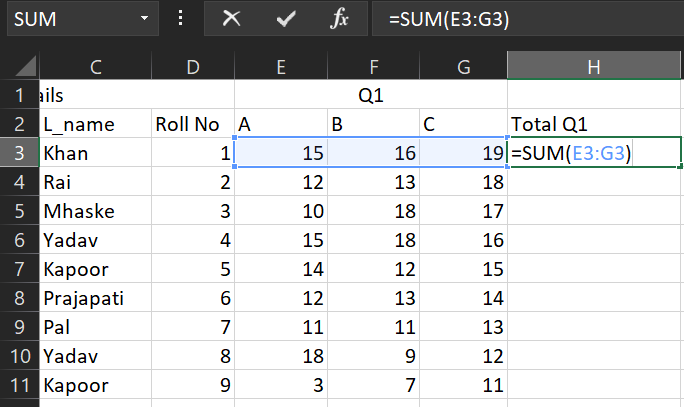 SUM fx =SUM(E3:G3)
C D E F G H
1 ails Q1
2 L_name Roll No A B C Total Q1
3 Khan 1 15 16 19 =SUM(E3:G3)
4 Rai 2 12 13 18
5 Mhaske 3 10 18 17
6 Yadav 4 15 18 16
7 Kapoor 5 14 12 15
8 Prajapati 6 12 13 14
9 Pal 7 11 11 13
10 Yadav 8 18 9 12
11 Kapoor 9 3 7 11